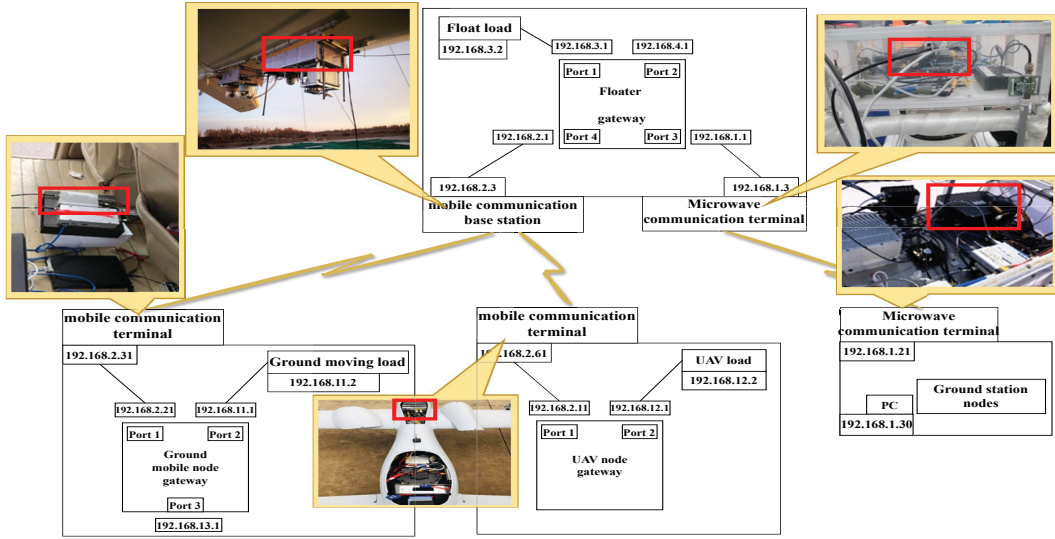 Float load
192.168.3.2
192.168.3.1
192.168.4.1
Port 1
Port 2
Floater
gateway
Port 4
Port 3
192.168.2.1
192.168.1.1
192.168.2.3
192.168.1.3
mobile communication
base station
Microwave
communication terminal
mobile communication
terminal
192.168.2.31
Ground moving load
192.168.11.2
192.168.2.21
192.168.11.1
Port 1
Port 2
Ground
mobile node
gateway
Port 3
192.168.13.1
mobile communication
terminal
192.168.2.61
UAV load
192.168.12.2
192.168.2.11
192.168.12.1
Port 1
Port 2
UAV node
gateway
Microwave
communication terminal
192.168.1.21
Ground station
nodes
PC
192.168.1.30